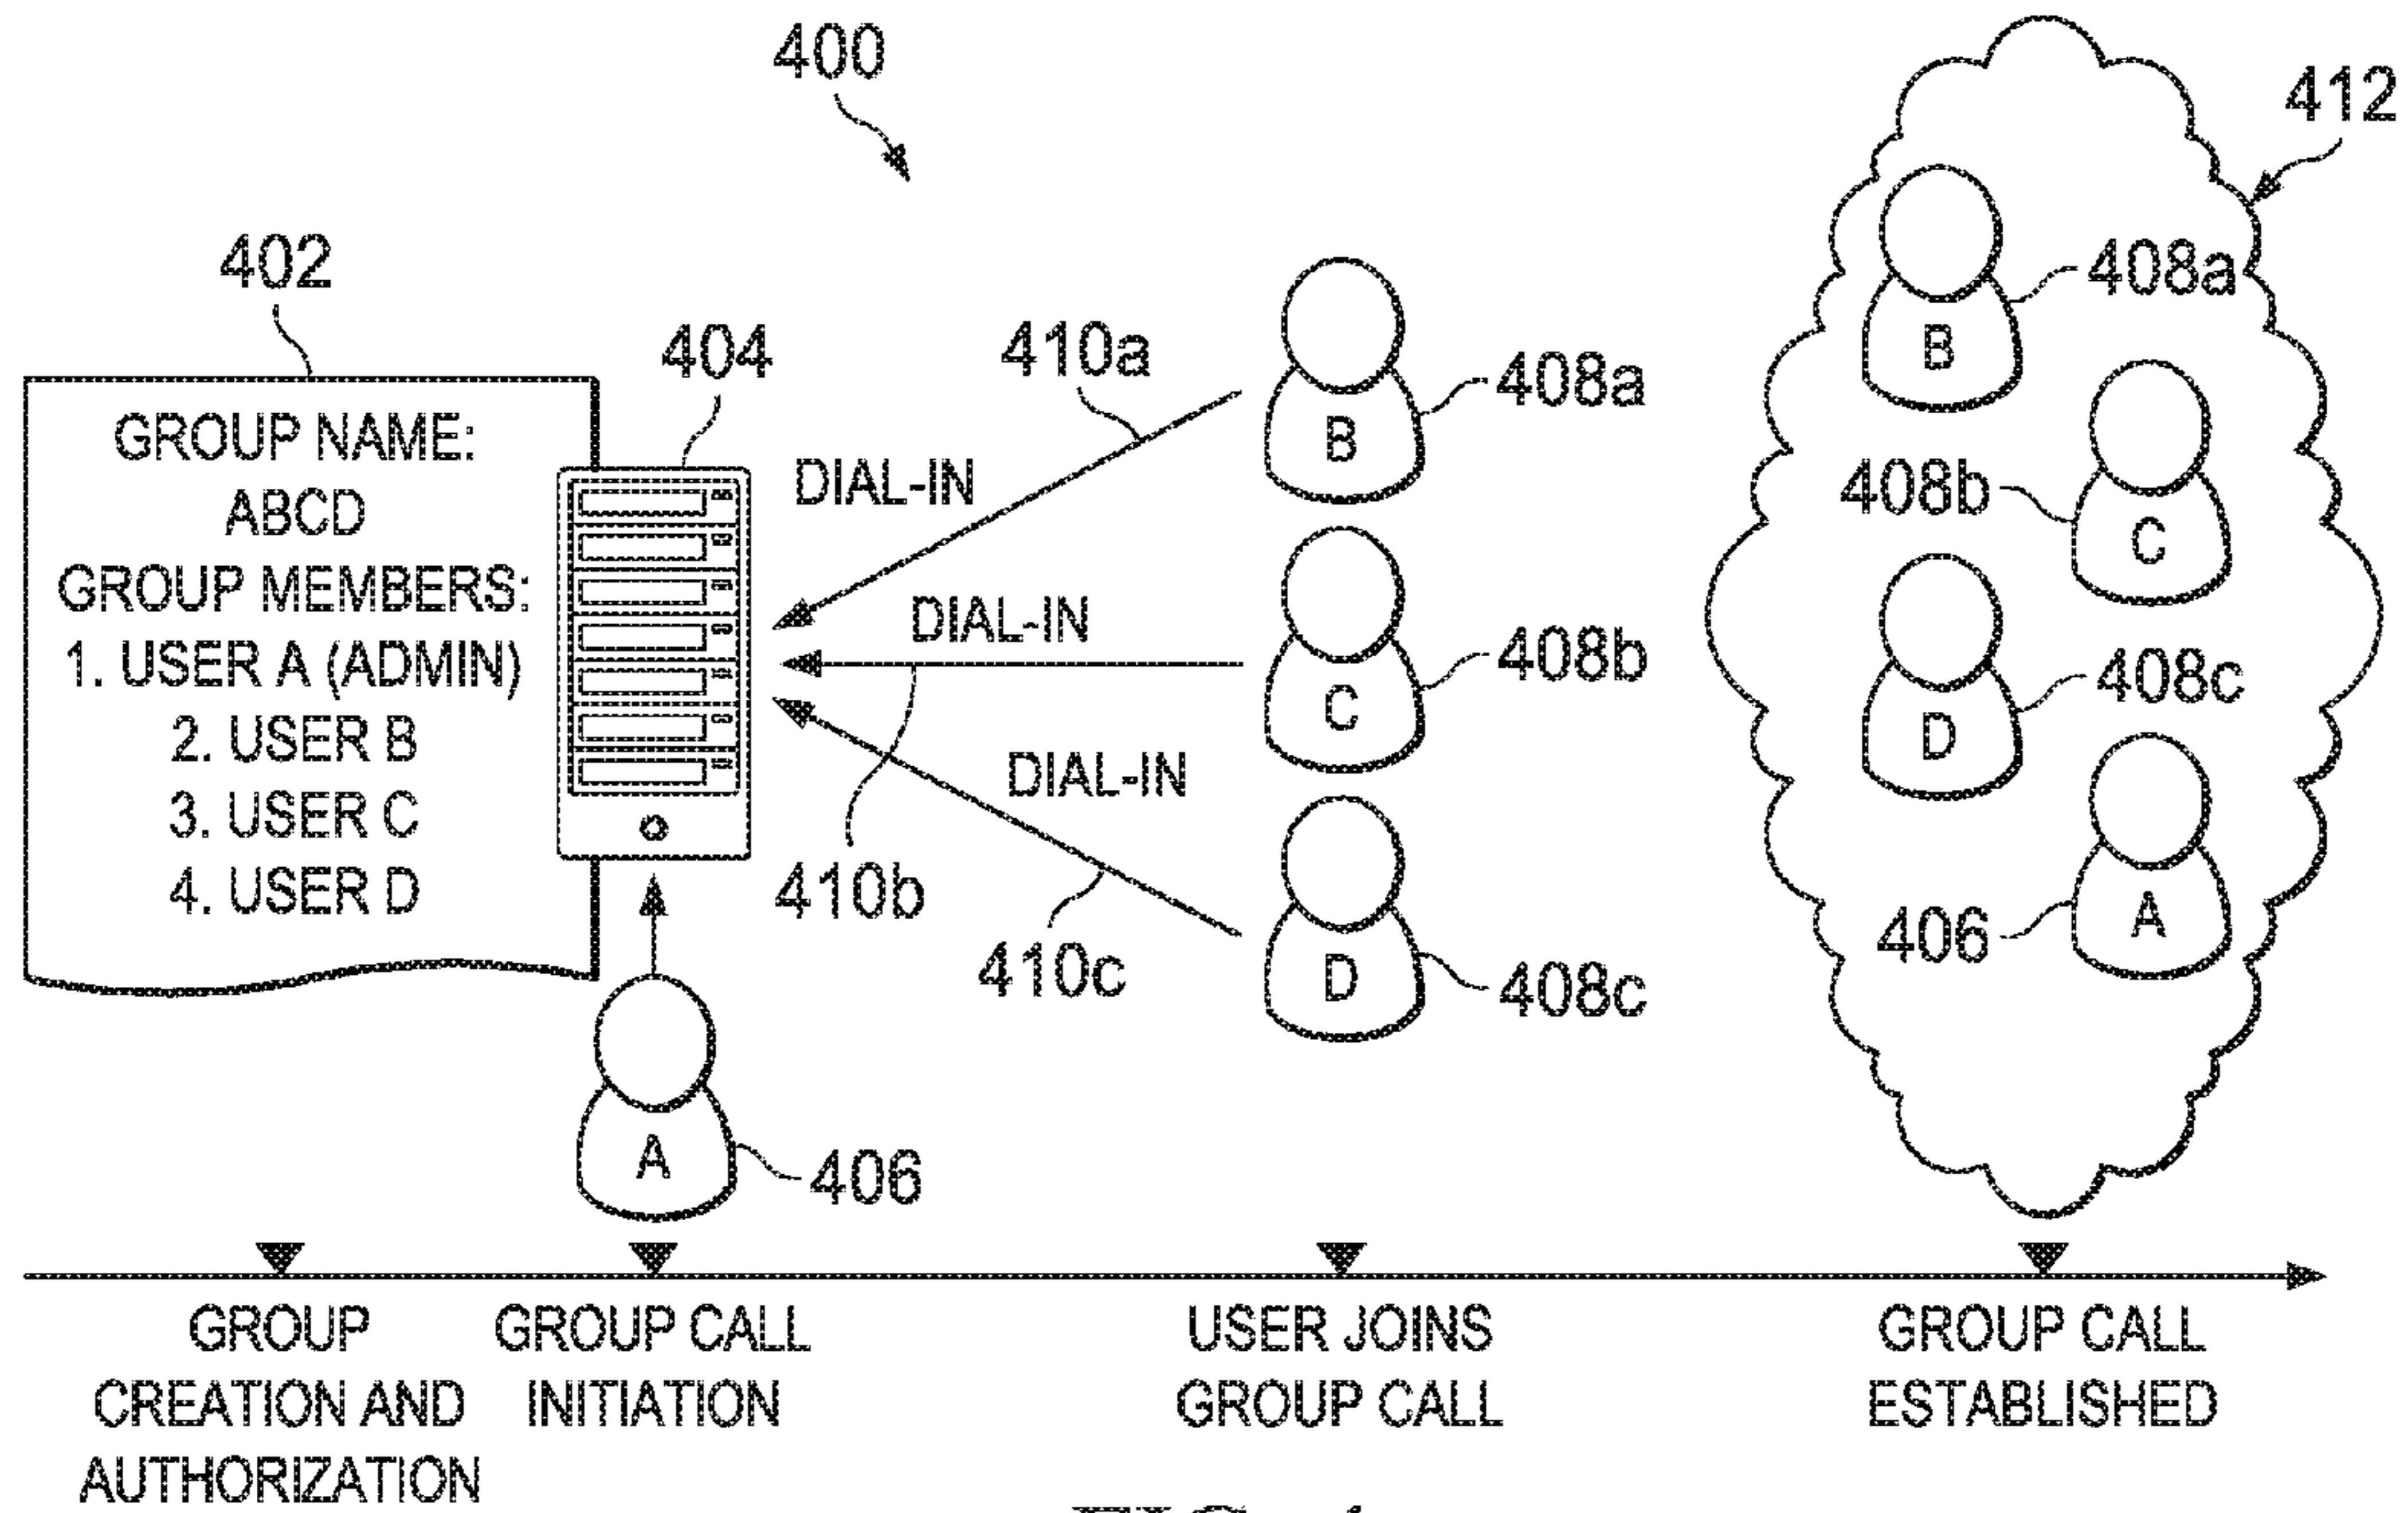 400
412
402
404
410a
408a
408a
GROUP NAME:
ABCD
GROUP MEMBERS:
1. USER A (ADMIN)
2. USER B
3. USER C
4. USER D
DIAL-IN
DIAL-IN
DIAL-IN
B
C
D
408b
408c
410b
410c
A
406
B
408b
C
408c
D
406
A
GROUP
CREATION AND
AUTHORIZATION
GROUP CALL
INITIATION
USER JOINS
GROUP CALL
GROUP CALL
ESTABLISHED